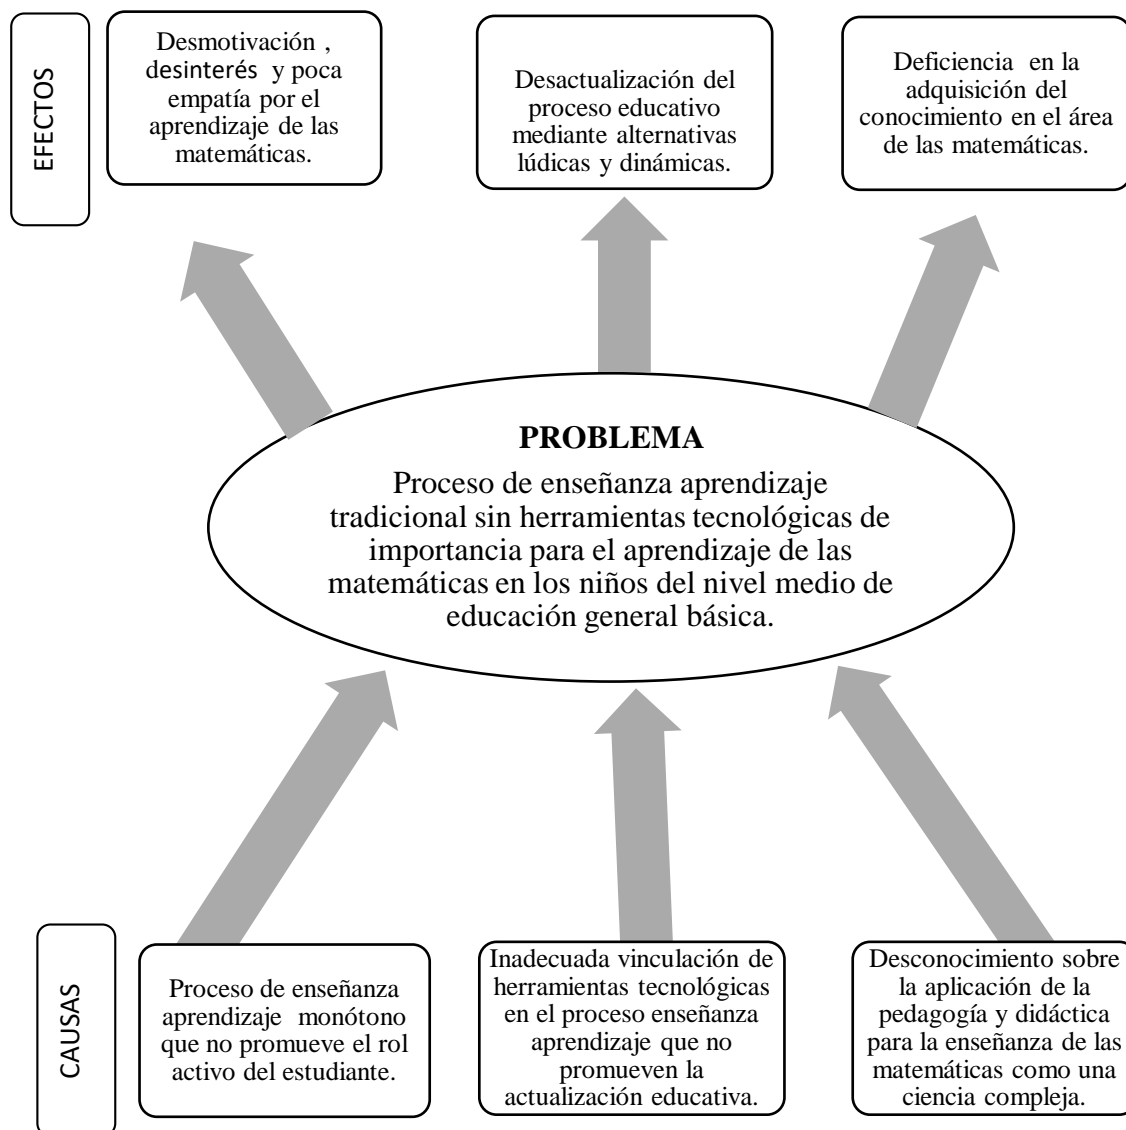 EFECTOS
Desmotivación ,
desinterés y poca
empatía por el
aprendizaje de las
matemáticas.
Desactualización del
proceso educativo
mediante alternativas
lúdicas y dinámicas.
Deficiencia en la
adquisición del
conocimiento en el área
de las matemáticas.
PROBLEMA
Proceso de enseñanza aprendizaje
tradicional sin herramientas tecnológicas de
importancia para el aprendizaje de las
matemáticas en los niños del nivel medio de
educación general básica.
CAUSAS
Proceso de enseñanza
aprendizaje monótono
que no promueve el rol
activo del estudiante.
Inadecuada vinculación de
herramientas tecnológicas
en el proceso enseñanza
aprendizaje que no
promueven la
actualización educativa.
Desconocimiento sobre
la aplicación de la
pedagogía y didáctica
para la enseñanza de las
matemáticas como una
ciencia compleja.